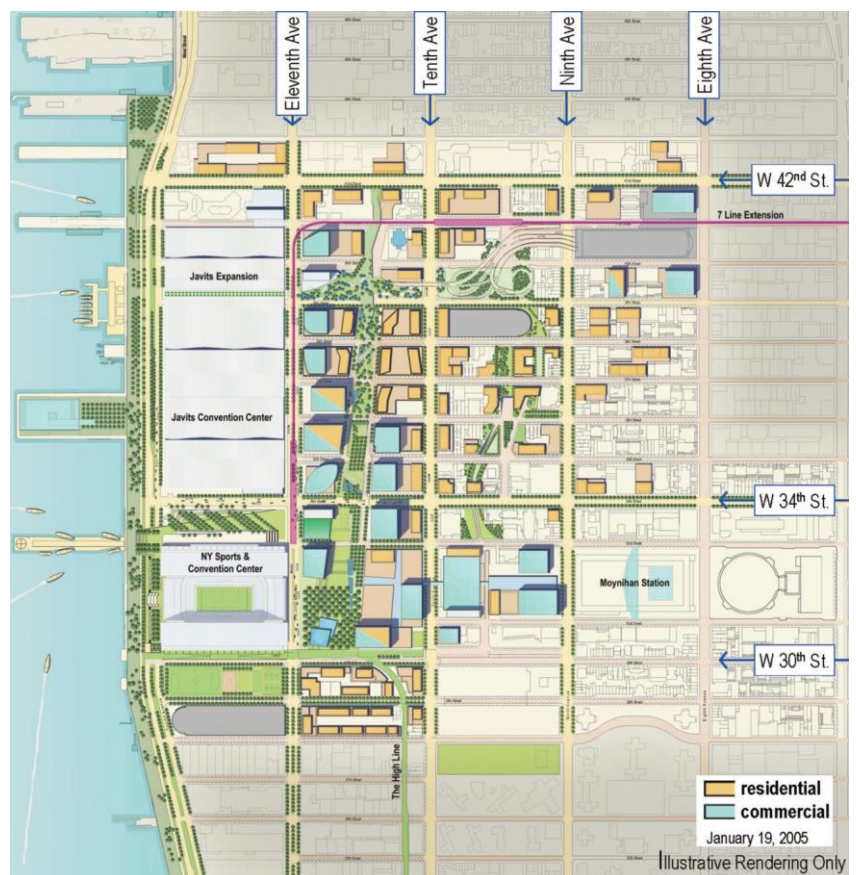 Eleventh Ave
Tenth Ave
Ninth Ave
Eighth Ave
W 42nd St.
7 Line Extension
Javits Expansion
Javits Convention Center
W 34th St.
NY Sports &
Convention Center
Moynihan Station
W 30th St.
The High Line
residential
commercial
January 19, 2005
Illustrative Rendering Only